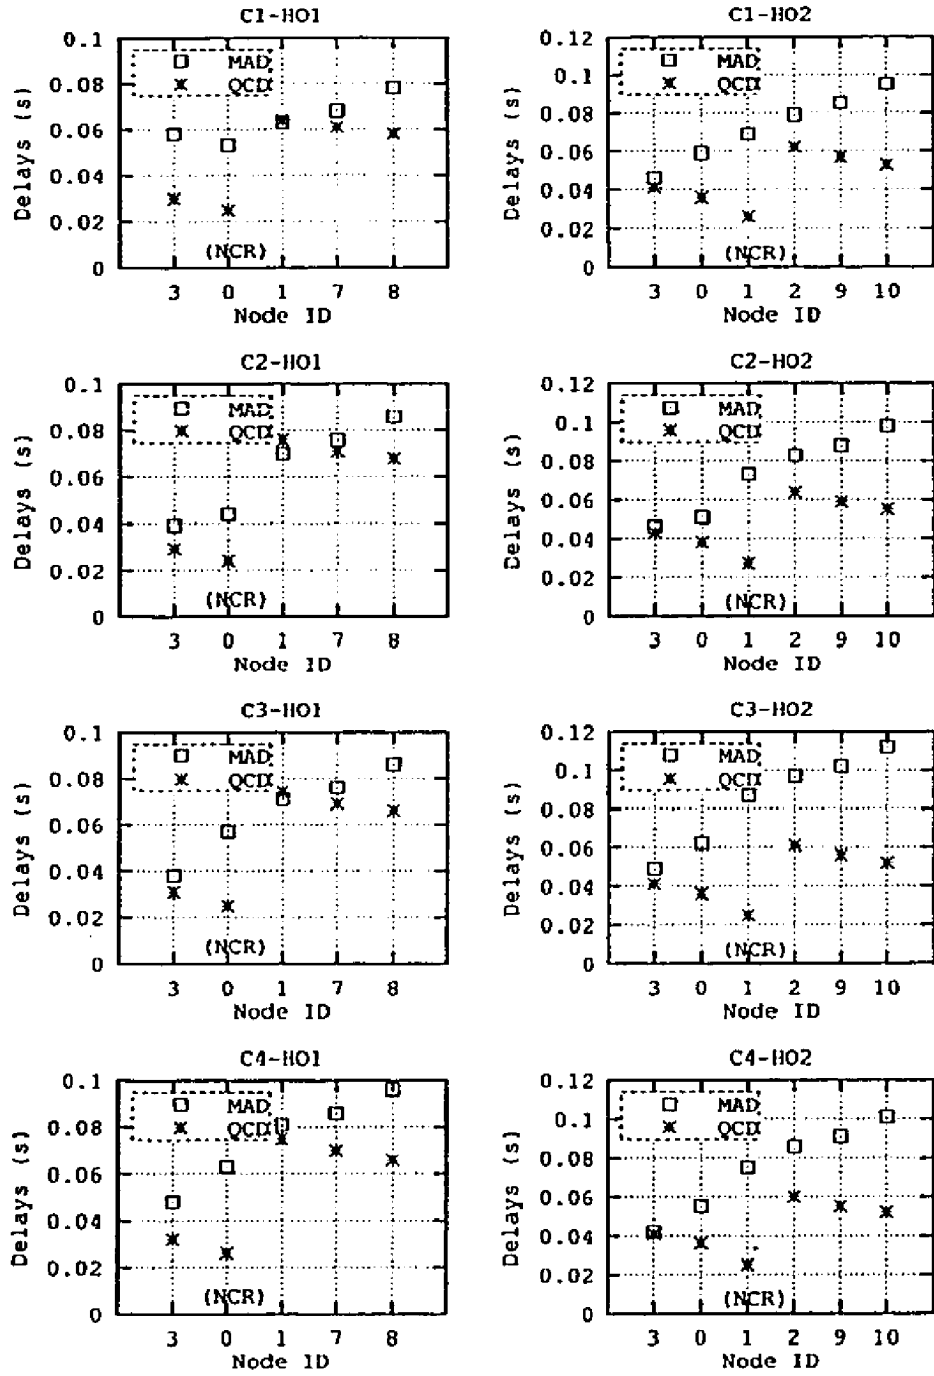 C1-HO1
0.1
0.08
0.06
0.04
0.02
0
Delays (s)
MAD
QCD
(NCR)
3 0 1 7 8
Node ID
C1-HO2
0.12
0.1
0.08
0.06
0.04
0.02
0
Delays (s)
MAD
QCD
(NCR)
3 0 1 2 9 10
Node ID
C2-HO1
0.1
0.08
0.06
0.04
0.02
0
Delays (s)
MAD
QCD
(NCR)
3 0 1 7 8
Node ID
C2-HO2
0.12
0.1
0.08
0.06
0.04
0.02
0
Delays (s)
MAD
QCD
(NCR)
3 0 1 2 9 10
Node ID
C3-HO1
0.1
0.08
0.06
0.04
0.02
0
Delays (s)
MAD
QCD
(NCR)
3 0 1 7 8
Node ID
C3-HO2
0.12
0.1
0.08
0.06
0.04
0.02
0
Delays (s)
MAD
QCD
(NCR)
3 0 1 2 9 10
Node ID
C4-HO1
0.1
0.08
0.06
0.04
0.02
0
Delays (s)
MAD
QCD
(NCR)
3 0 1 7 8
Node ID
C4-HO2
0.12
0.1
0.08
0.06
0.04
0.02
0
Delays (s)
MAD
QCD
(NCR)
3 0 1 2 9 10
Node ID